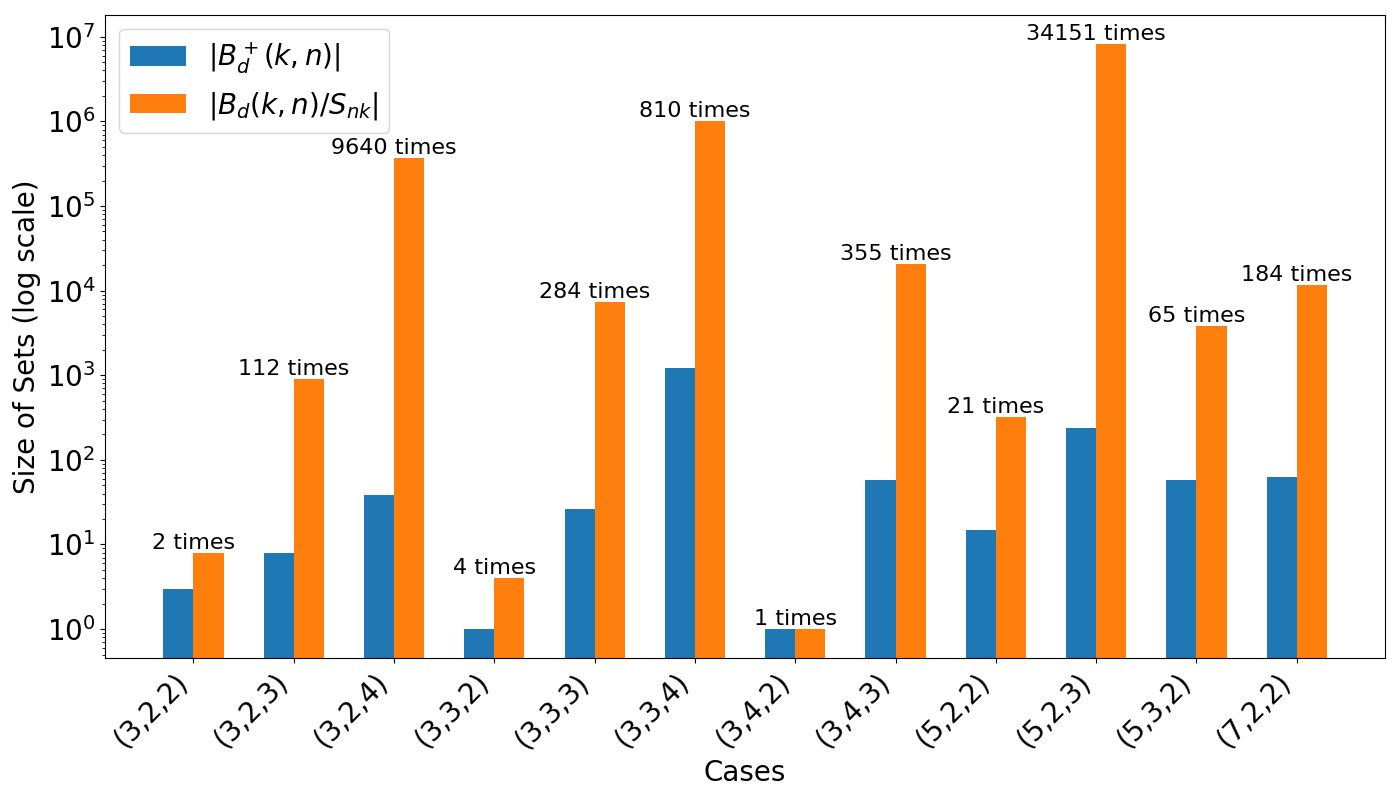 |B_d^+(k, n)|
|B_d(k, n)/S_{nk}|
34151 times
810 times
9640 times
355 times
184 times
284 times
65 times
112 times
21 times
2 times
4 times
1 times
Size of Sets (log scale)
10^7
10^6
10^5
10^4
10^3
10^2
10^1
10^0
(3,2,2)
(3,2,3)
(3,2,4)
(3,3,2)
(3,3,3)
(3,3,4)
(3,4,2)
(3,4,3)
(5,2,2)
(5,2,3)
(5,3,2)
(7,2,2)
Cases